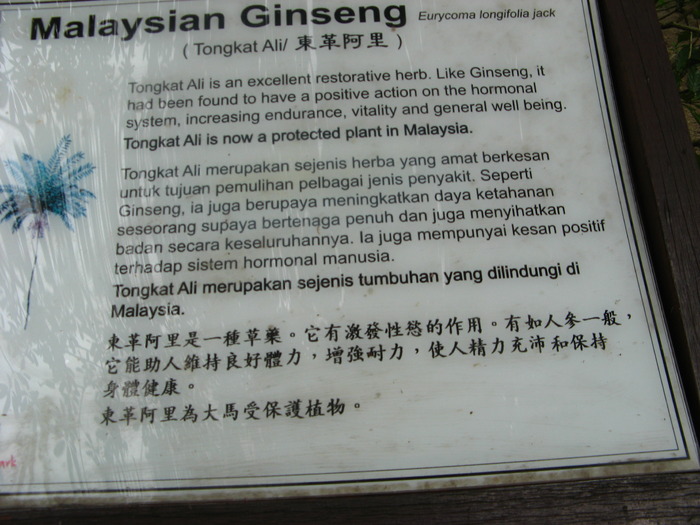 Malaysian Ginseng Eurycoma longifolia jack
( Tongkat Ali/ 東革阿里 )
Tongkat Ali is an excellent restorative herb. Like Ginseng, it
had been found to have a positive action on the hormonal
system, increasing endurance, vitality and general well being.
Tongkat Ali is now a protected plant in Malaysia.
Tongkat Ali merupakan sejenis herba yang amat berkesan
untuk tujuan pemulihan pelbagai jenis penyakit. Seperti
Ginseng, ia juga berupaya meningkatkan daya ketahanan
seseorang supaya bertenaga penuh dan juga menyihatkan
badan secara keseluruhannya. Ia juga mempunyai kesan positif
terhadap sistem hormonal manusia.
Tongkat Ali merupakan sejenis tumbuhan yang dilindungi di
Malaysia.
東革阿里是一種草藥。它有激發性慾的作用。有如人參一般，
它能助人維持良好體力，增強耐力，使人精力充沛和保持
身體健康。
東革阿里為大馬受保護植物。